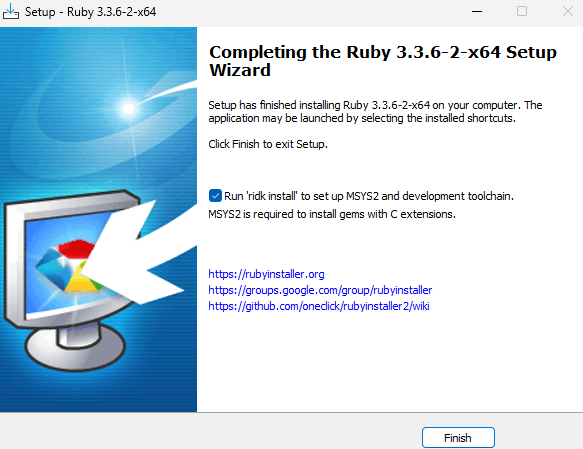 Setup - Ruby 3.3.6-2-x64
Completing the Ruby 3.3.6-2-x64 Setup
Wizard
Setup has finished installing Ruby 3.3.6-2-x64 on your computer. The
application may be launched by selecting the installed shortcuts.
Click Finish to exit Setup.
Run 'ridk install' to set up MSYS2 and development toolchain.
MSYS2 is required to install gems with C extensions.
https://rubyinstaller.org
https://groups.google.com/group/rubyinstaller
https://github.com/oneclick/rubyinstaller2/wiki
Finish